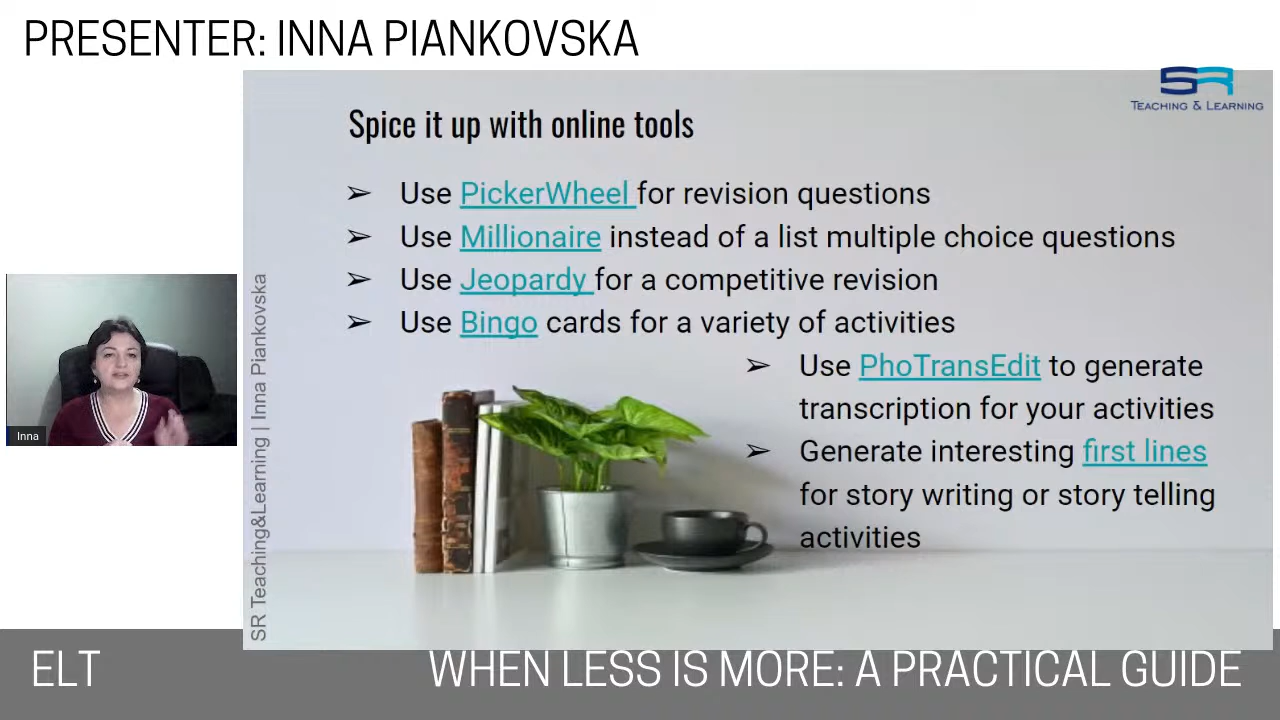 PRESENTER: INNA PIANKOVSKA
SR
TEACHING & LEARNING
Spice it up with online tools
➢ Use PickerWheel for revision questions
➢ Use Millionaire instead of a list multiple choice questions
➢ Use Jeopardy for a competitive revision
➢ Use Bingo cards for a variety of activities
➢ Use PhoTransEdit to generate
transcription for your activities
➢ Generate interesting first lines
for story writing or story telling
activities
SR Teaching&Learning | Inna Piankovska
Inna
ELT
WHEN LESS IS MORE: A PRACTICAL GUIDE